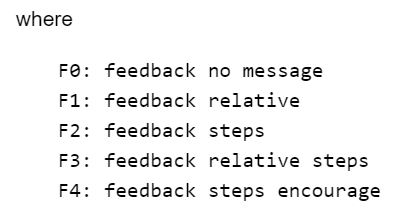 where
F0: feedback no message
F1: feedback relative
F2: feedback steps
F3: feedback relative steps
F4: feedback steps encourage